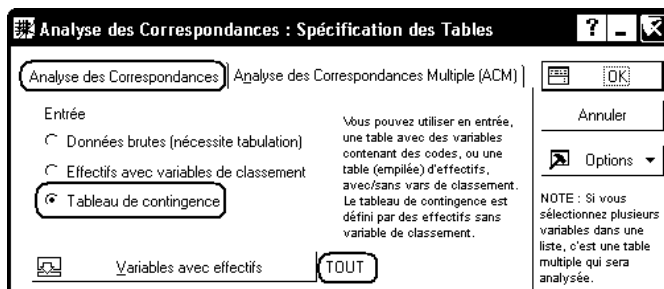 Analyse des Correspondances : Spécification des Tables
? _
Analyse des Correspondances Analyse des Correspondances Multiple (ACM)
Entrée
Données brutes (nécessite tabulation)
Effectifs avec variables de classement
Tableau de contingence
Vous pouvez utiliser en entrée,
une table avec des variables
contenant des codes, ou une
table (empilée) d'effectifs,
avec/sans vars de classement.
Le tableau de contingence est
défini par des effectifs sans
variable de classement.
Variables avec effectifs TOUT
OK
Annuler
Options
NOTE : Si vous
sélectionnez plusieurs
variables dans une
liste, c'est une table
multiple qui sera
analysée.